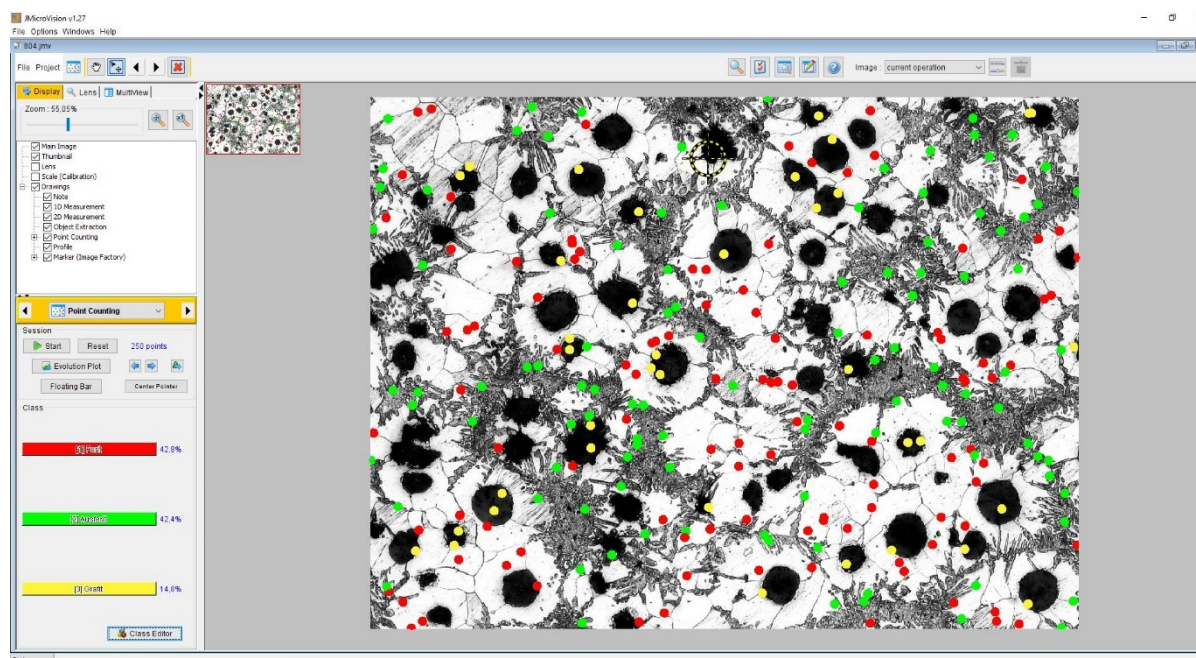 JMicroVision v1.27
File Options Windows Help
804.jmv
File Project
Image : current operation
Display Lens MultiView
Zoom : 55,05%
Main Image
Thumbnail
Lens
Scale (Calibration)
Drawings
Note
1D Measurement
2D Measurement
Object Extraction
Point Counting
Profile
Marker (Image Factory)
Point Counting
Session
Start Reset 250 points
Evolution Plot
Floating Bar Center Pointer
Class
[1] Ferit 42,8%
42,4%
[3] Grafit 14,8%
Class Editor